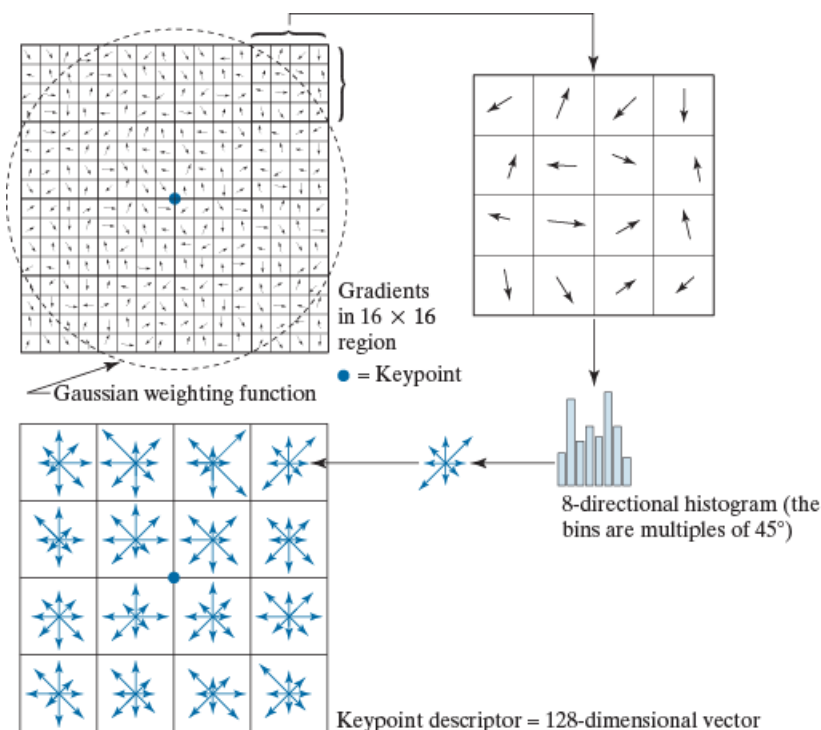 Gradients
in 16 × 16
region
= Keypoint
Gaussian weighting function
8-directional histogram (the
bins are multiples of 45°)
Keypoint descriptor = 128-dimensional vector